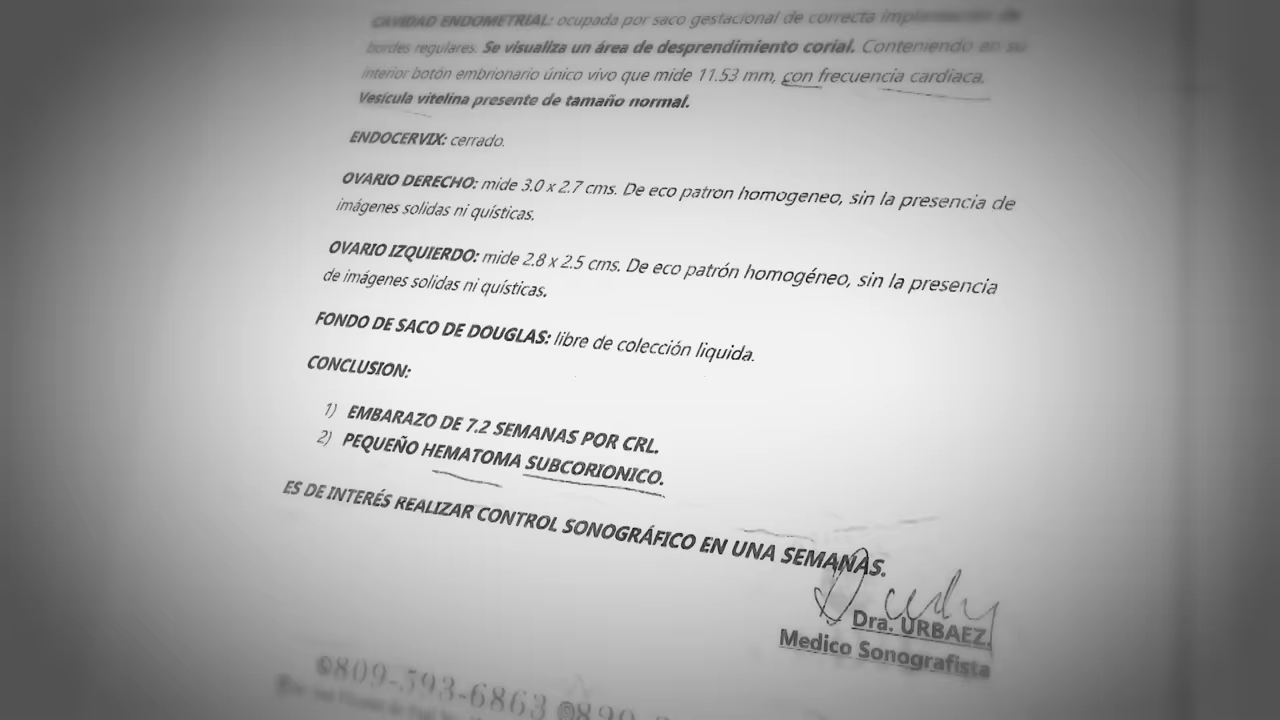 CAVIDAD ENDOMETRIAL: ocupada por saco gestacional de correcta implantación de
bordes regulares. Se visualiza un área de desprendimiento corial. Conteniendo en su
interior botón embrionario único vivo que mide 11.53 mm, con frecuencia cardiaca.
Vesícula vitelina presente de tamaño normal.
ENDOCERVIX: cerrado.
OVARIO DERECHO: mide 3.0 x 2.7 cms. De eco patron homogeneo, sin la presencia de
imágenes solidas ni quísticas.
OVARIO IZQUIERDO: mide 2.8 x 2.5 cms. De eco patrón homogéneo, sin la presencia
de imágenes solidas ni quísticas.
FONDO DE SACO DE DOUGLAS: libre de colección liquida.
CONCLUSION:
1) EMBARAZO DE 7.2 SEMANAS POR CRL.
2) PEQUEÑO HEMATOMA SUBCORIONICO.
ES DE INTERÉS REALIZAR CONTROL SONOGRÁFICO EN UNA SEMANAS.
Dra. URBAEZ.
Medico Sonografista
809-593-6863